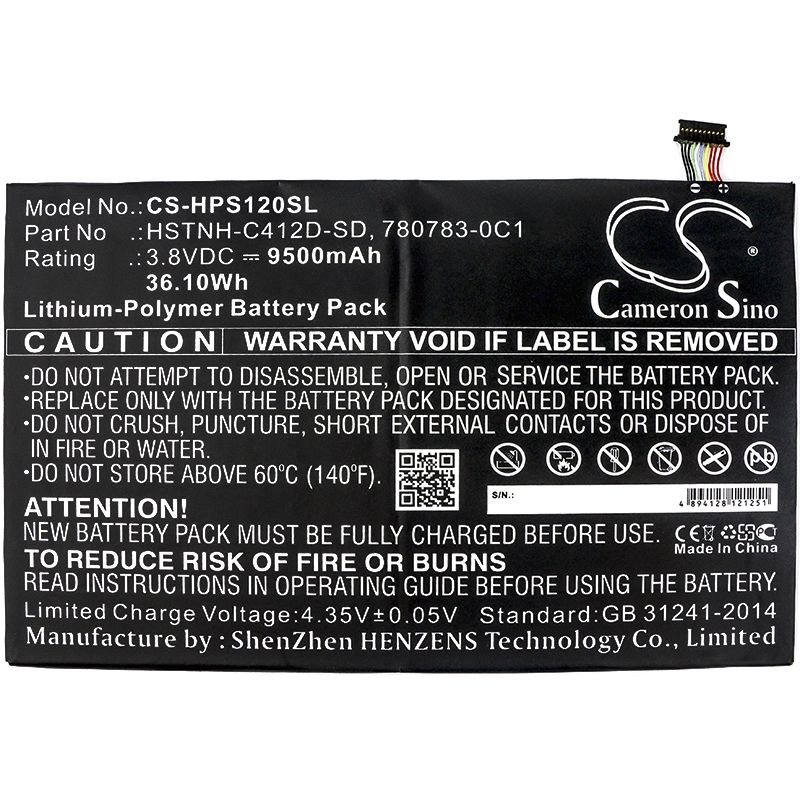 Model No.: CS-HPS120SL
Part No :HSTNH-C412D-SD, 780783-0C1
Rating :3.8VDC ⎓ 9500mAh
36.10Wh
Lithium-Polymer Battery Pack
CS
®
Cameron Sino
CAUTION WARRANTY VOID IF LABEL IS REMOVED
•DO NOT ATTEMPT TO DISASSEMBLE, OPEN OR SERVICE THE BATTERY PACK.
•REPLACE ONLY WITH THE BATTERY PACK DESIGNATED FOR THIS PRODUCT.
•DO NOT CRUSH, PUNCTURE, SHORT EXTERNAL CONTACTS OR DISPOSE OF
IN FIRE OR WATER.
•DO NOT STORE ABOVE 60℃ (140℉).
Pb
S/N.:
4 894128 121251
ATTENTION!
NEW BATTERY PACK MUST BE FULLY CHARGED BEFORE USE.
TO REDUCE RISK OF FIRE OR BURNS
READ INSTRUCTIONS IN OPERATING GUIDE BEFORE USING THE BATTERY.
CE
Made In China
Limited Charge Voltage:4.35V±0.05V Standard:GB 31241-2014
Manufacture by : ShenZhen HENZENS Technology Co., Limited